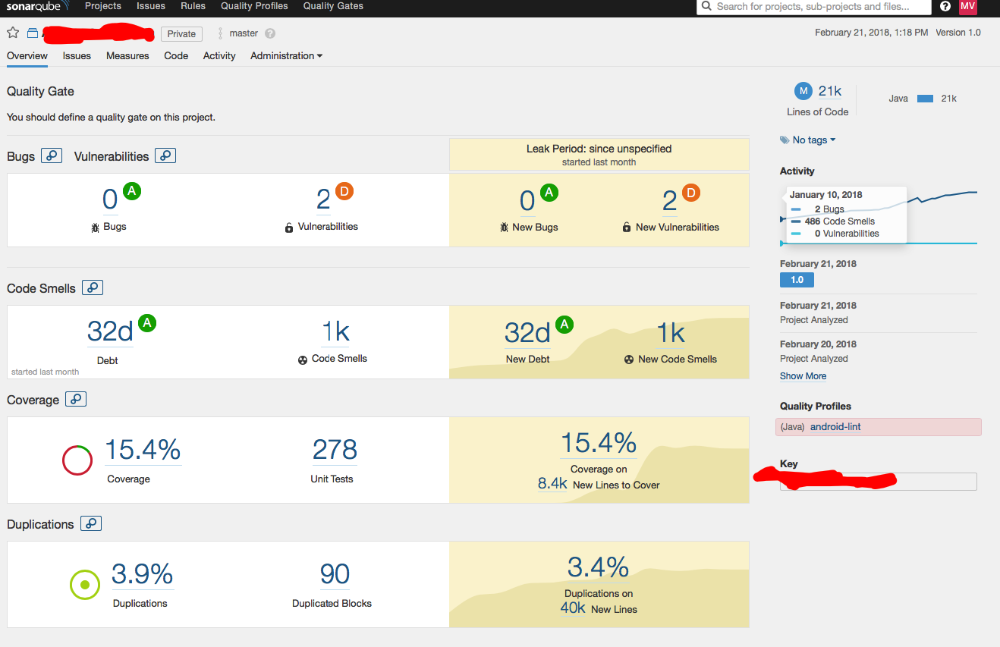 sonarqube Projects Issues Rules Quality Profiles Quality Gates Search for projects, sub-projects and files... ? MV
Private master ? February 21, 2018, 1:18 PM Version 1.0
Overview Issues Measures Code Activity Administration
Quality Gate
You should define a quality gate on this project.
Leak Period: since unspecified
started last month
Bugs Vulnerabilities
0 A 2 D 0 A 2 D
Bugs Vulnerabilities New Bugs New Vulnerabilities
Code Smells
32d A 1k 32d A 1k
Debt Code Smells New Debt New Code Smells
started last month
Coverage
15.4% 278 15.4%
Coverage Unit Tests Coverage on
8.4k New Lines to Cover
Duplications
3.9% 90 3.4%
Duplications Duplicated Blocks Duplications on
40k New Lines
M 21k Java 21k
Lines of Code
No tags
Activity
January 10, 2018
2 Bugs
486 Code Smells
0 Vulnerabilities
February 21, 2018
1.0
February 21, 2018
Project Analyzed
February 20, 2018
Project Analyzed
Show More
Quality Profiles
(Java) android-lint
Key